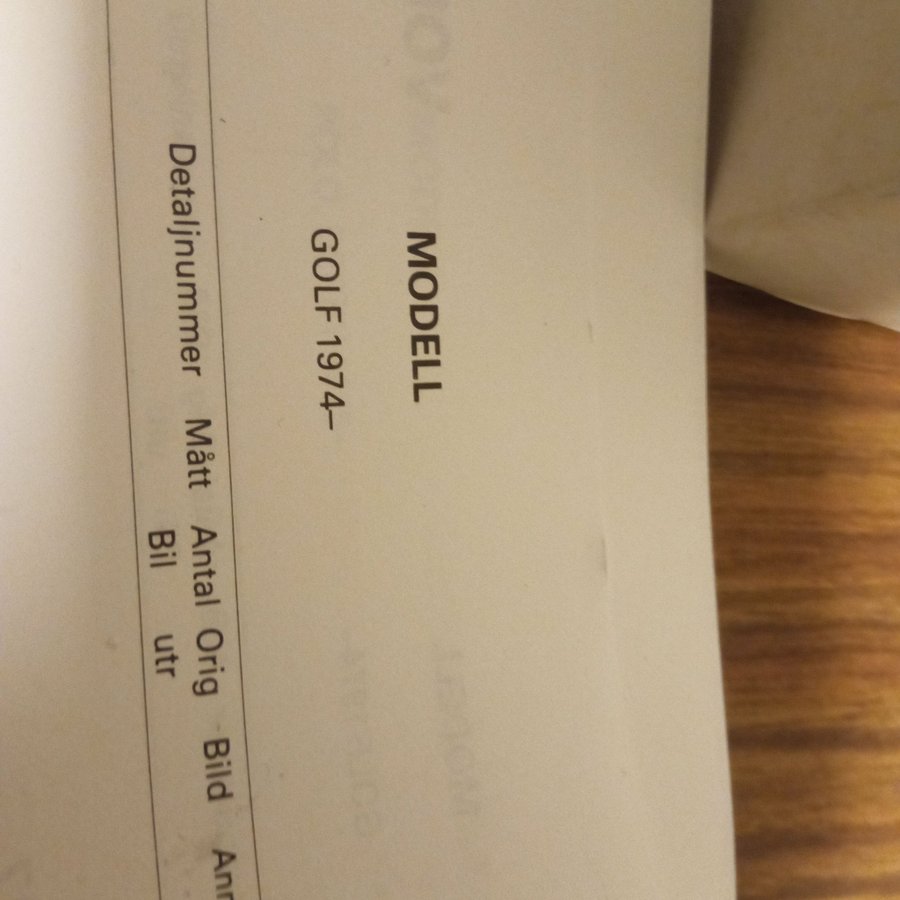 MODELL
GOLF 1974–
Detaljnummer Mått Antal Orig Bild
Bil utr